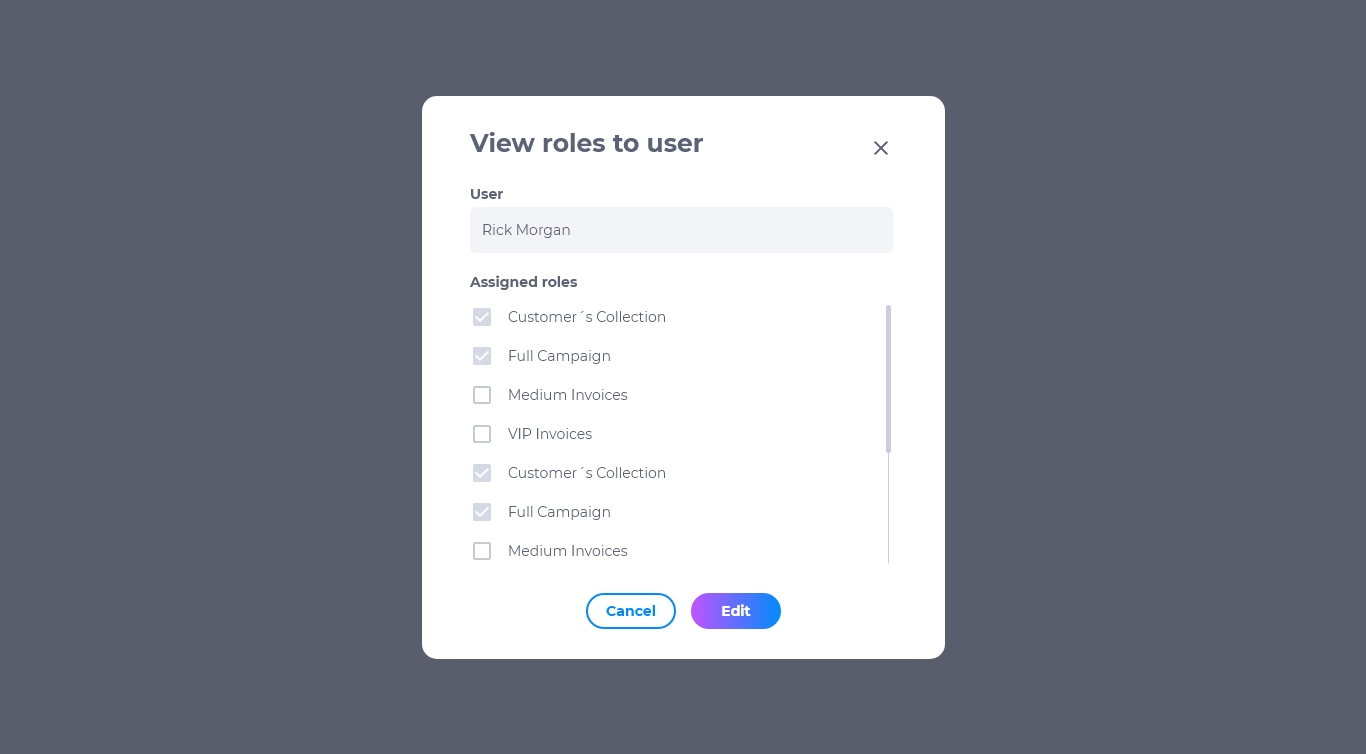 View roles to user
User
Rick Morgan
Assigned roles
Customer´s Collection
Full Campaign
Medium Invoices
VIP Invoices
Customer´s Collection
Full Campaign
Medium Invoices
Cancel
Edit